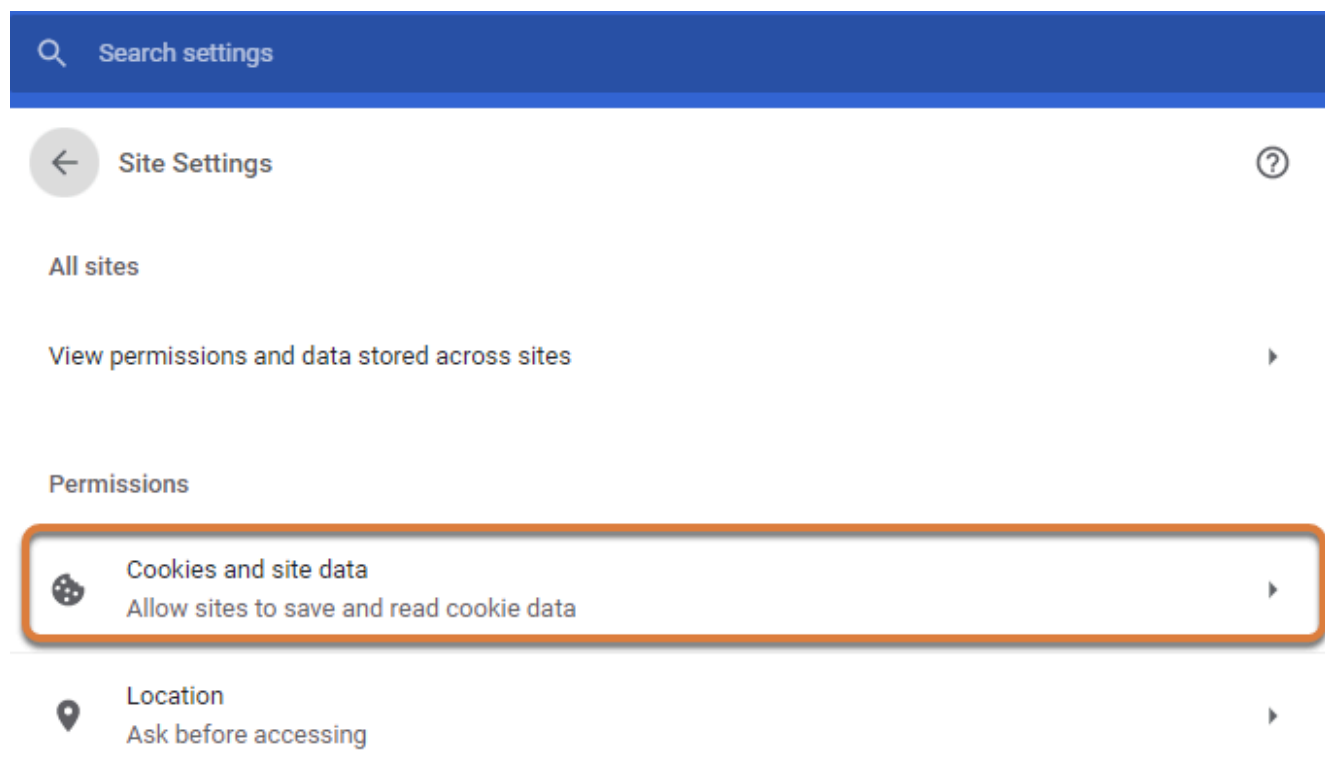 Search settings
Site Settings
All sites
View permissions and data stored across sites
Permissions
Cookies and site data
Allow sites to save and read cookie data
Location
Ask before accessing